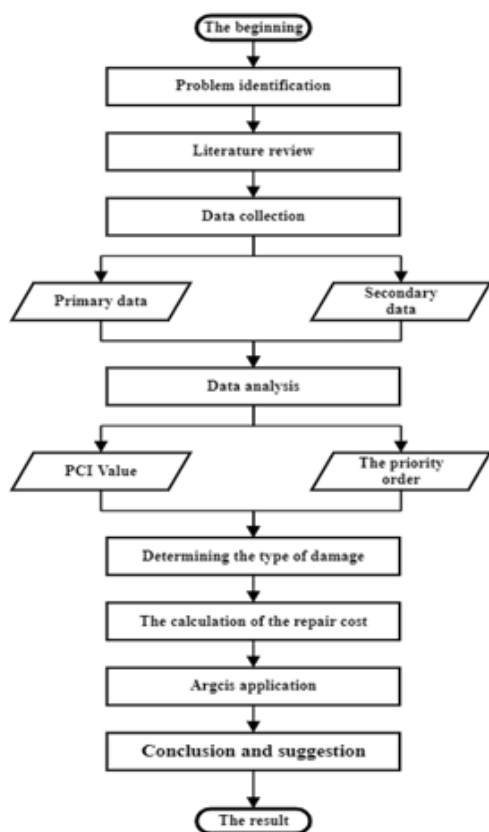 The beginning
Problem identification
Literature review
Data collection
Primary data
Secondary
data
Data analysis
PCI Value
The priority
order
Determining the type of damage
The calculation of the repair cost
Argcis application
Conclusion and suggestion
The result